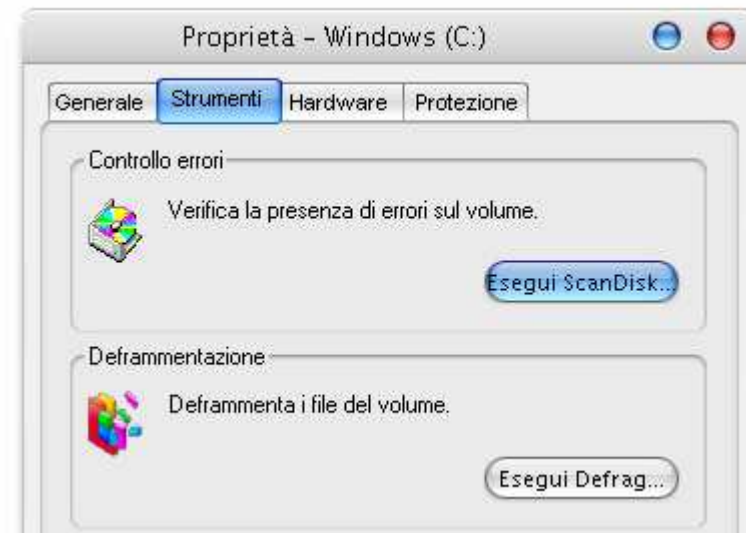 Proprietà - Windows (C:)
Generale Strumenti Hardware Protezione
Controllo errori
Verifica la presenza di errori sul volume.
Esegui ScanDisk...
Deframmentazione
Deframmenta i file del volume.
Esegui Defrag...